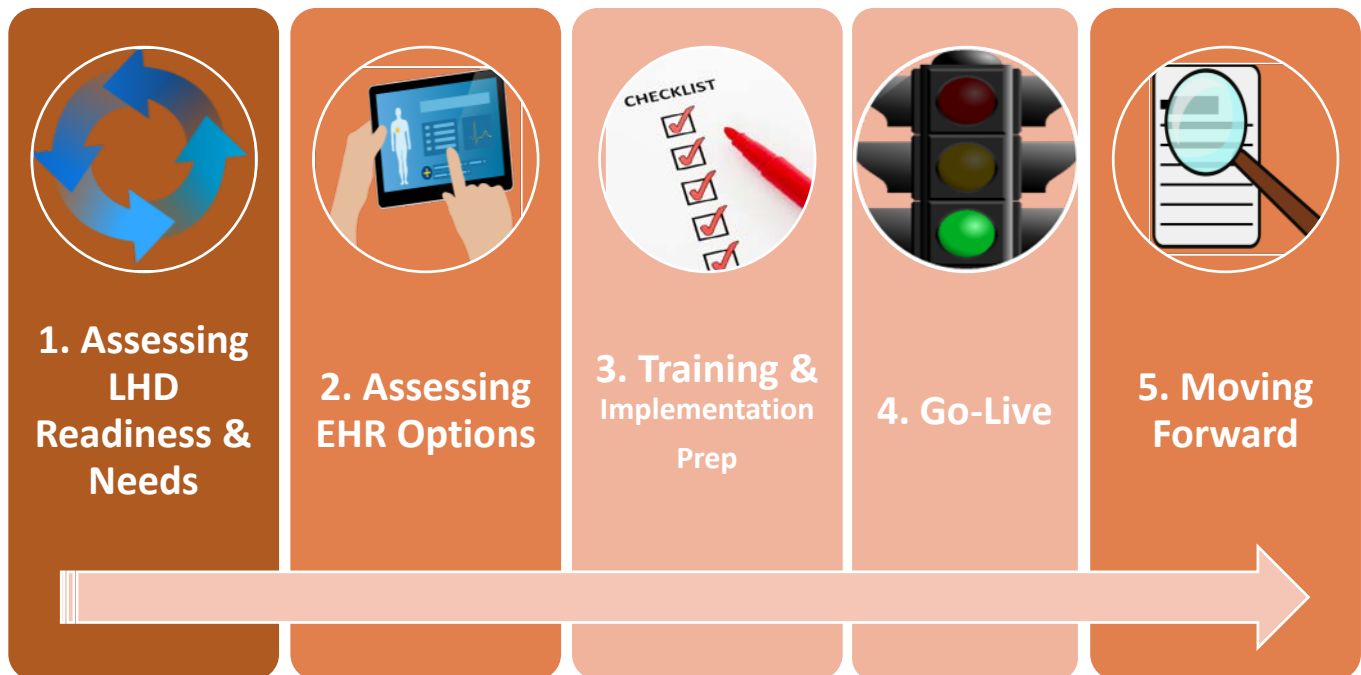 CHECKLIST
1. Assessing
LHD
Readiness &
Needs
2. Assessing
EHR Options
3. Training &
Implementation
Prep
4. Go-Live
5. Moving
Forward